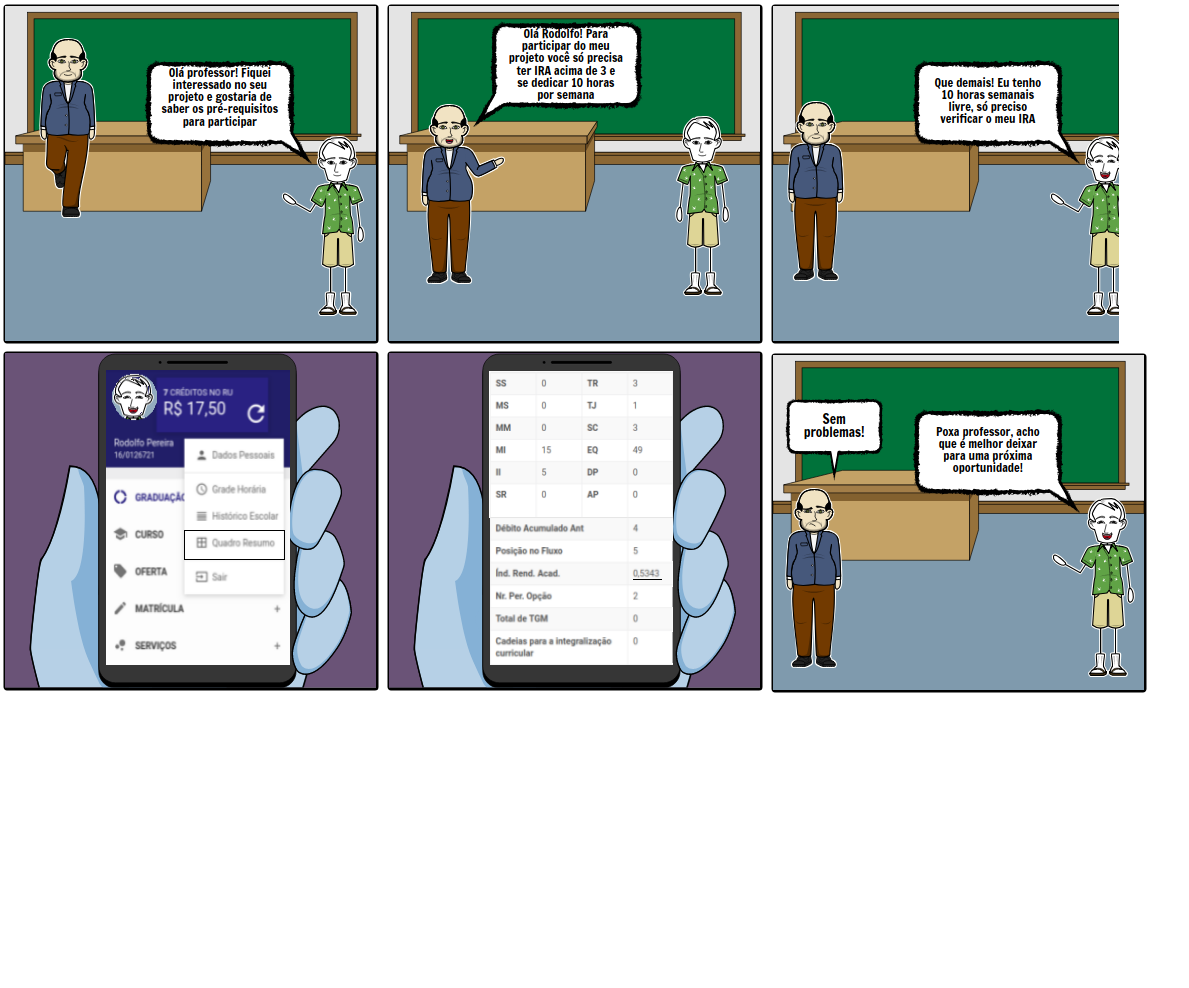 Olá professor! Fiquei
interessado no seu
projeto e gostaria de
saber os pré-requisitos
para participar
Olá Rodolfo! Para
participar do meu
projeto você só precisa
ter IRA acima de 3 e
se dedicar 10 horas
por semana
Que demais! Eu tenho
10 horas semanais
livre, só preciso
verificar o meu IRA
7 CRÉDITOS NO RU
R$ 17,50
Rodolfo Pereira
16/0126721
Dados Pessoais
Grade Horária
Histórico Escolar
Quadro Resumo
Sair
GRADUAÇÃO
CURSO
OFERTA
MATRÍCULA +
SERVIÇOS +
SS 0 TR 3
MS 0 TJ 1
MM 0 SC 3
MI 15 EQ 49
II 5 DP 0
SR 0 AP 0
Débito Acumulado Ant 4
Posição no Fluxo 5
Índ. Rend. Acad. 0,5343
Nr. Per. Opção 2
Total de TGM 0
Cadeias para a integralização 0
curricular
Sem
problemas!
Poxa professor, acho
que é melhor deixar
para uma próxima
oportunidade!